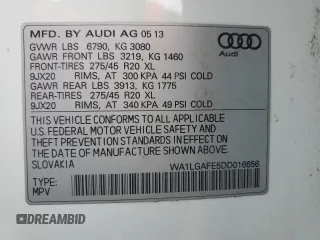 MFD. BY AUDI AG 05 13
GVWR LBS 6790, KG 3080
GAWR FRONT LBS 3219, KG 1460
FRONT-TIRES 275/45 R20 XL
9JX20 RIMS, AT 300 KPA 44 PSI COLD
GAWR REAR LBS 3913, KG 1775
REAR-TIRES 275/45 R20 XL
9JX20 RIMS, AT 340 KPA 49 PSI COLD
Audi
THIS VEHICLE CONFORMS TO ALL APPLICABLE
U.S. FEDERAL MOTOR VEHICLE SAFETY AND
THEFT PREVENTION STANDARDS IN EFFECT
ON THE DATE OF MANUFACTURE SHOWN ABOVE.
SLOVAKIA WA1LGAFE5DD016656
TYPE:
MPV
© DRIVEBIDRIVE